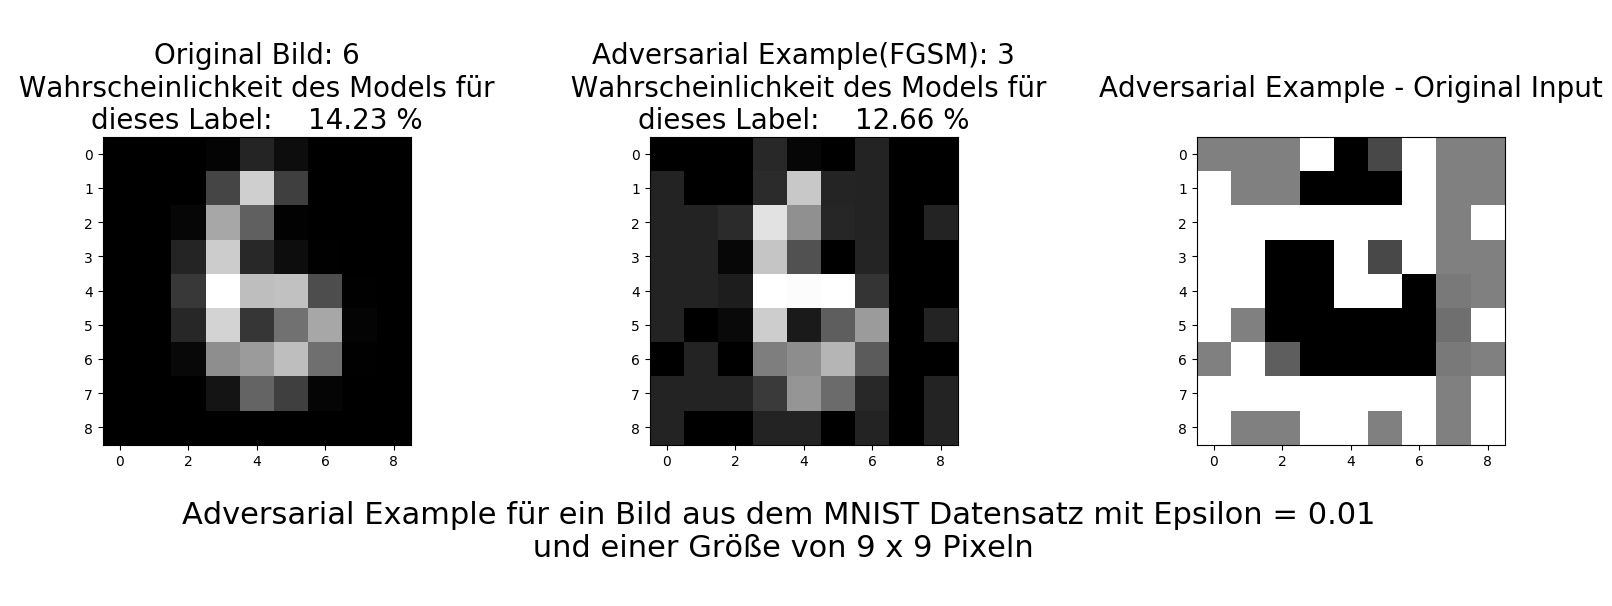 Original Bild: 6
Wahrscheinlichkeit des Models für
dieses Label: 14.23 %
Adversarial Example(FGSM): 3
Wahrscheinlichkeit des Models für
dieses Label: 12.66 %
Adversarial Example - Original Input
0
1
2
3
4
5
6
7
8
0 2 4 6 8
0
1
2
3
4
5
6
7
8
0 2 4 6 8
0
1
2
3
4
5
6
7
8
0 2 4 6 8
Adversarial Example für ein Bild aus dem MNIST Datensatz mit Epsilon = 0.01
und einer Größe von 9 x 9 Pixeln